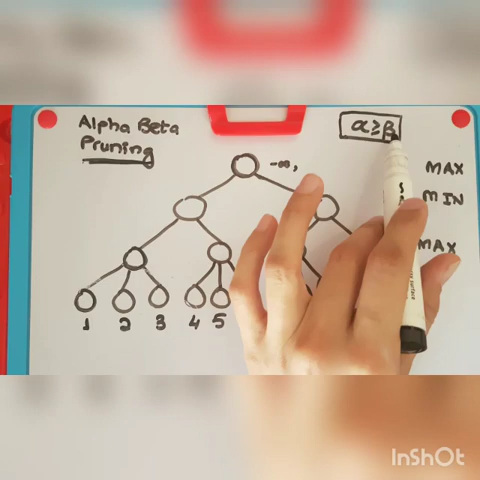 Alpha Beta
Pruning
α≥β
-∞,
MAX
MIN
MAX
1 2 3 4 5
InShOt